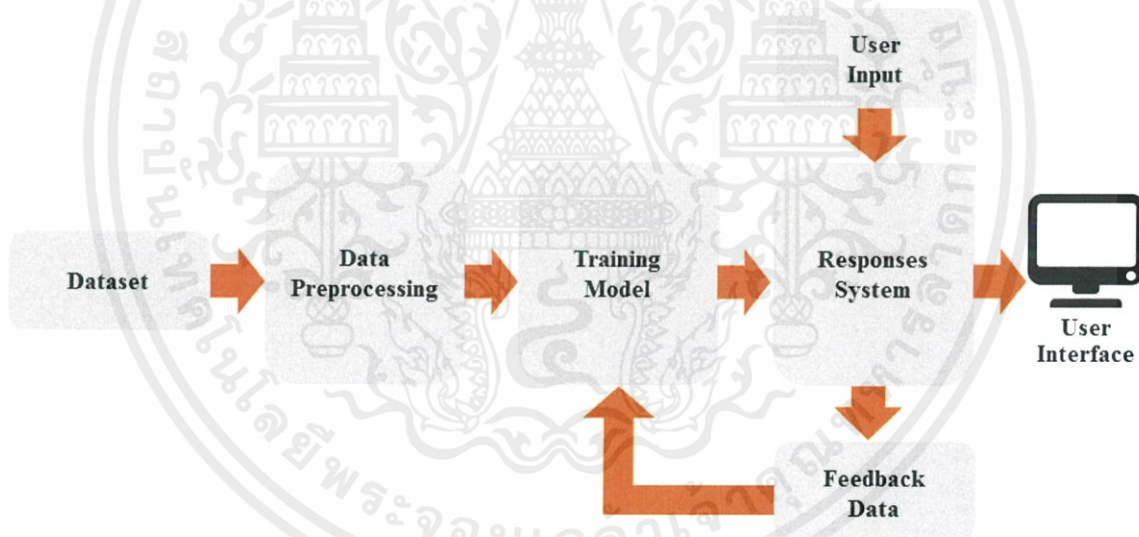 User
Input
Dataset
Data
Preprocessing
Training
Model
Responses
System
User
Interface
Feedback
Data